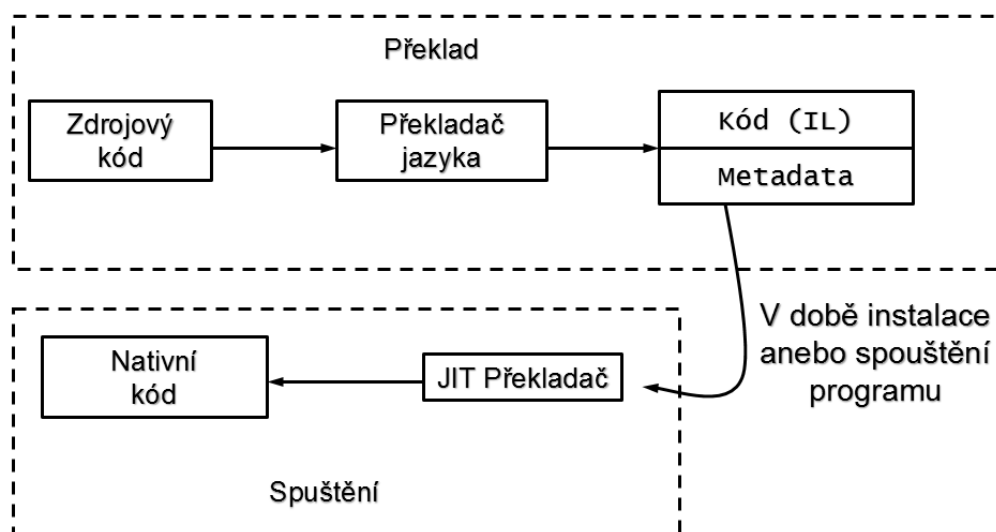 Překlad
Zdrojový
kód
Překladač
jazyka
Kód (IL)
Metadata
V době instalace
anebo spouštění
programu
Nativní
kód
JIT Překladač
Spuštění